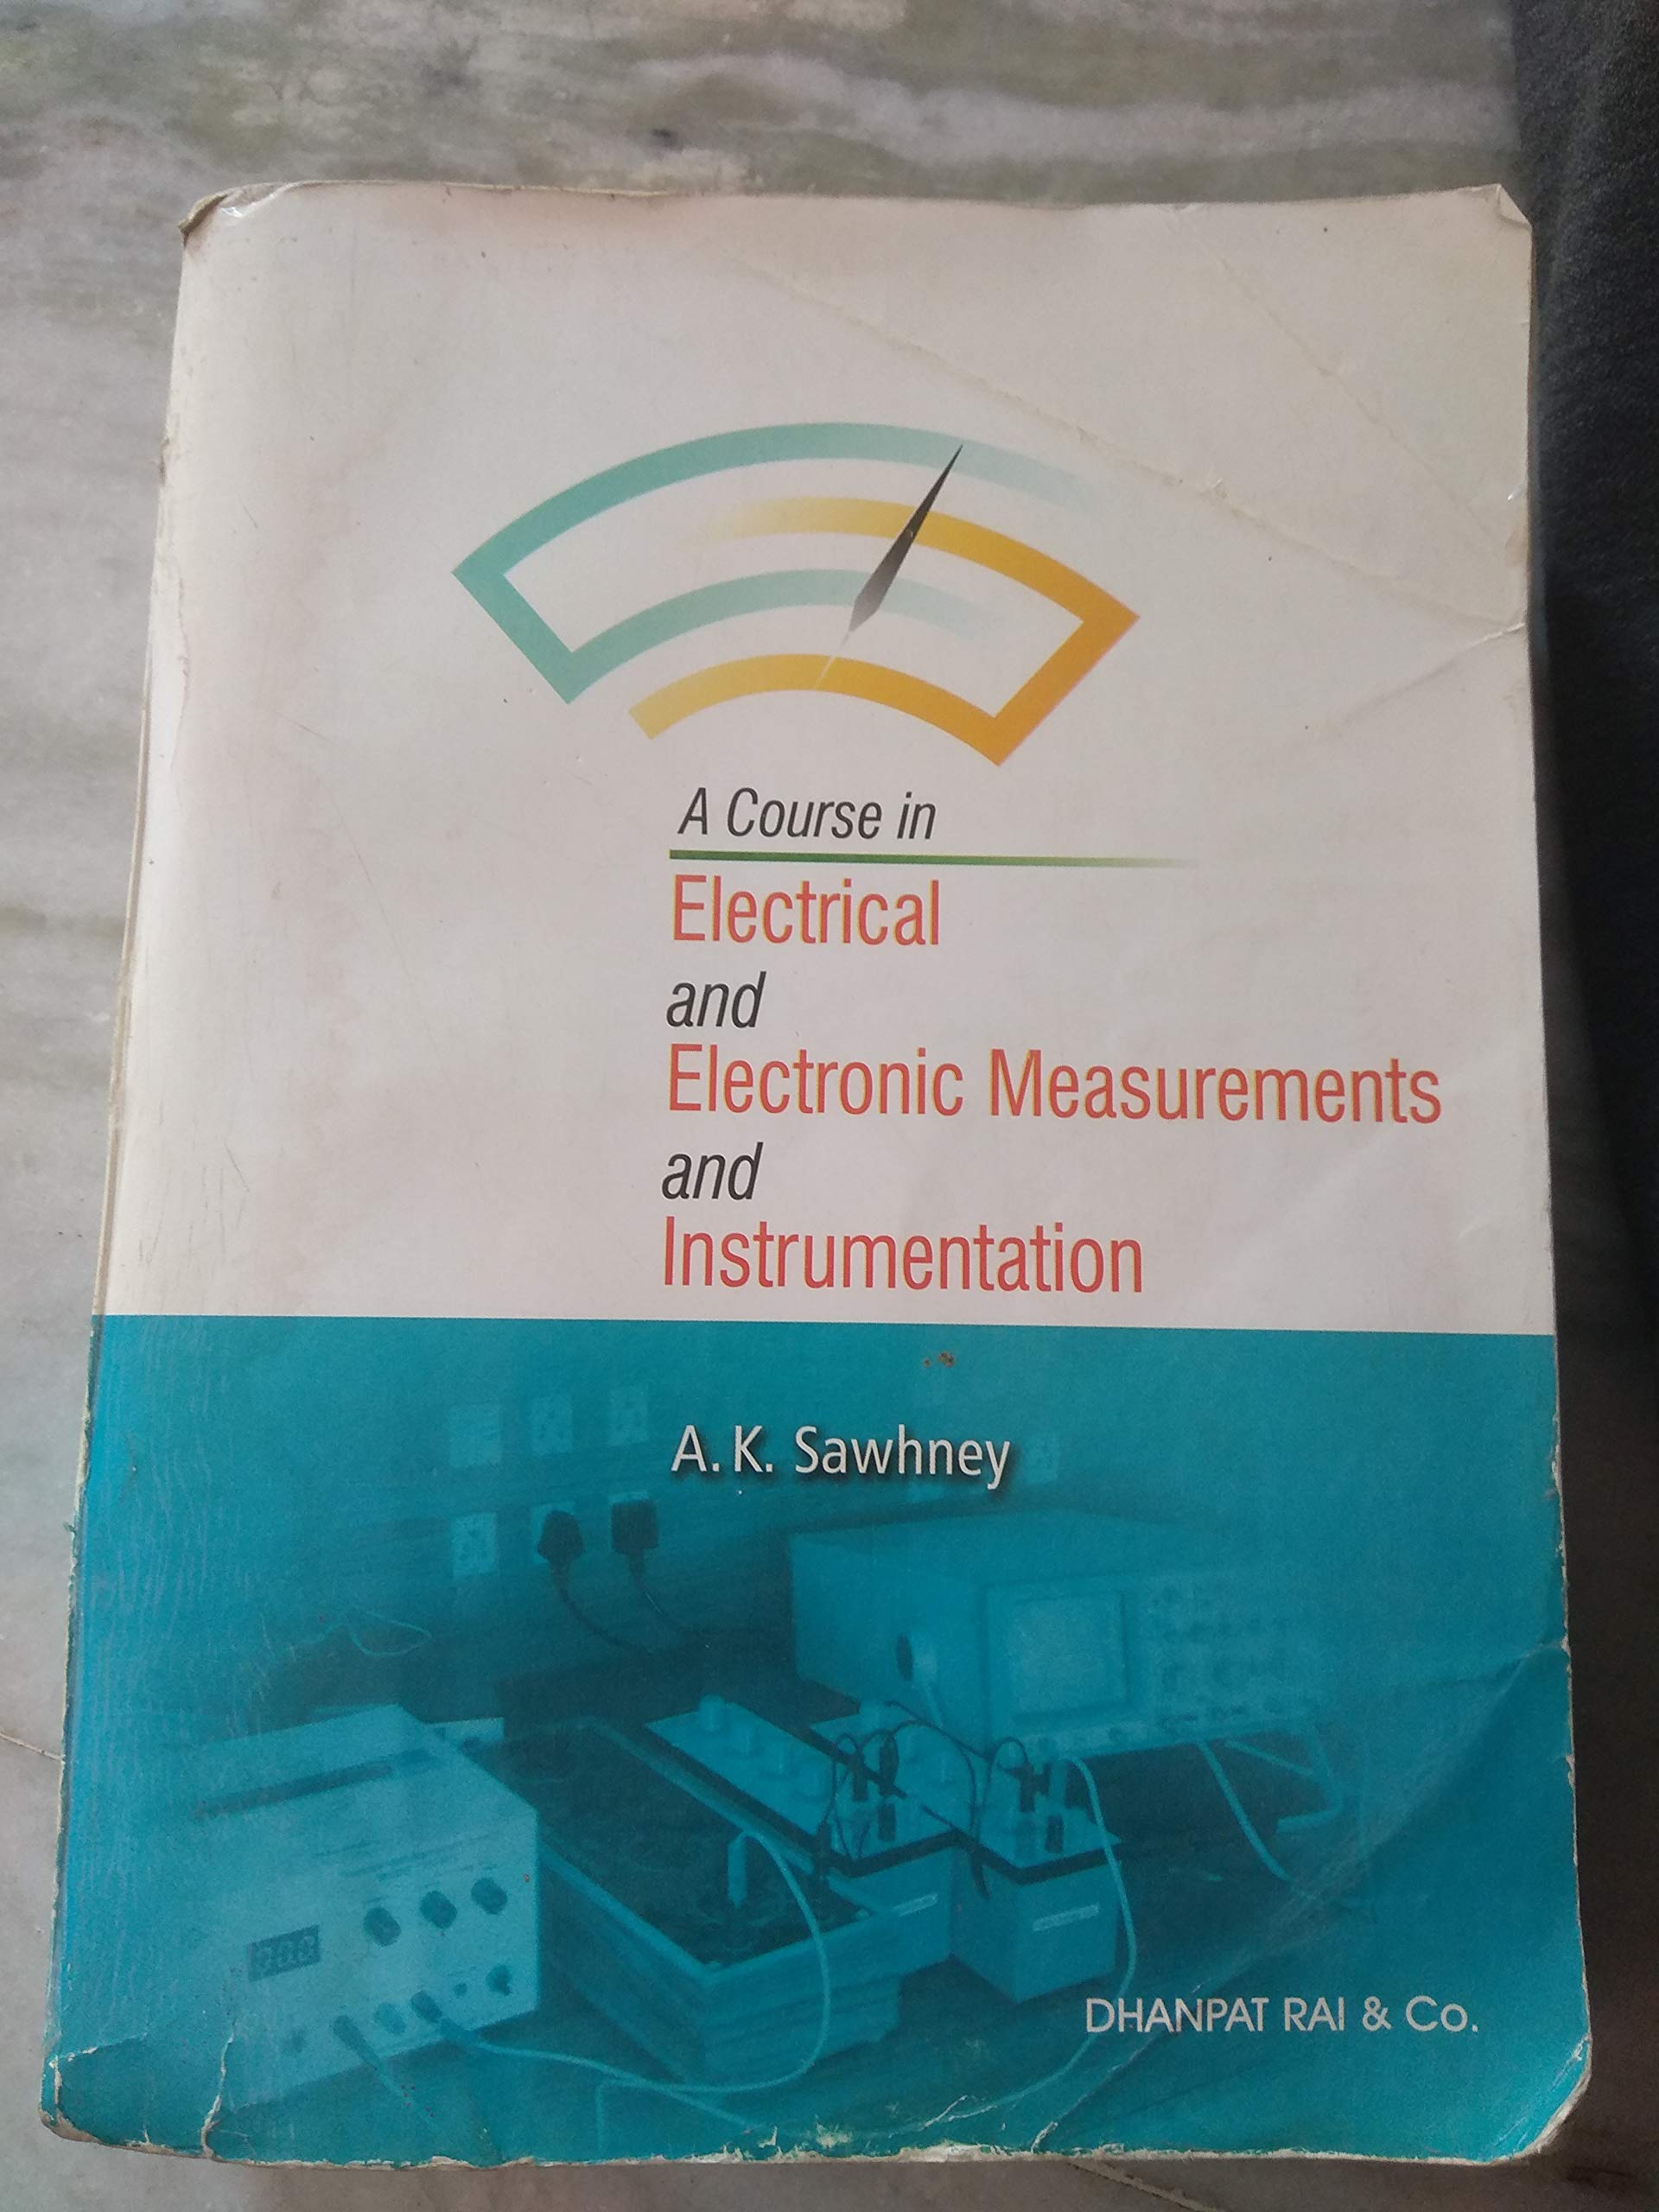 A Course in
Electrical
and
Electronic Measurements
and
Instrumentation
A. K. Sawhney
DHANPAT RAI & Co.